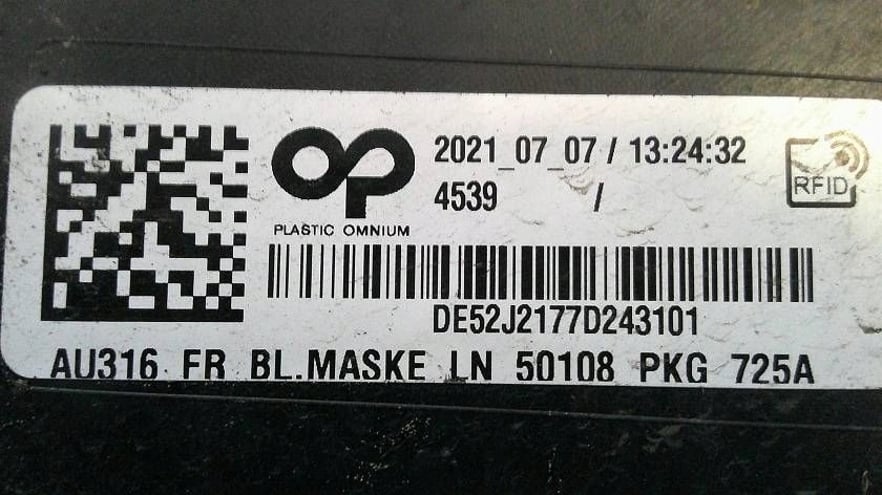 2021_07_07 / 13:24:32
RFID
4539 /
PLASTIC OMNIUM
DE52J2177D243101
AU316 FR BL.MASKE LN 50108 PKG 725A